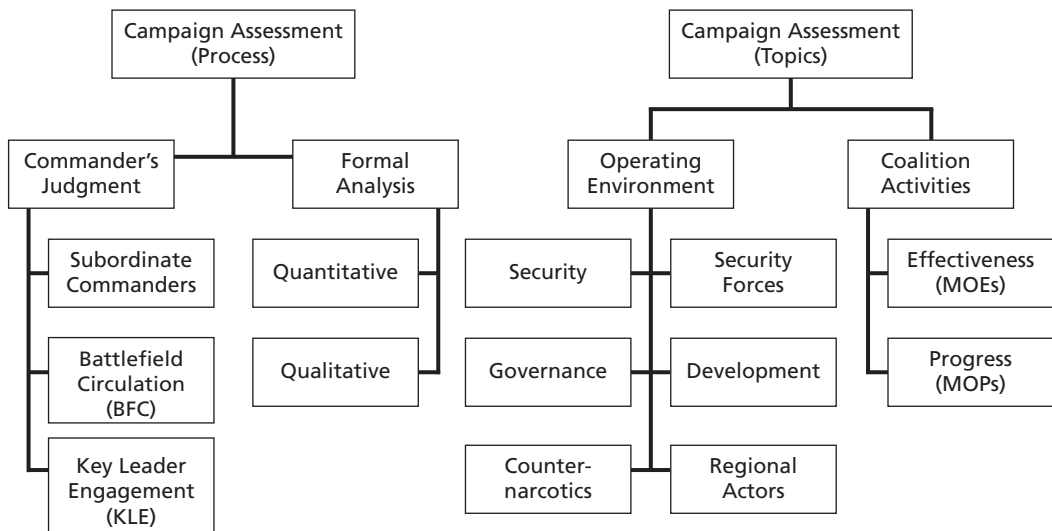 Campaign Assessment
(Process)
Campaign Assessment
(Topics)
Commander’s
Judgment
Formal
Analysis
Operating
Environment
Coalition
Activities
Subordinate
Commanders
Quantitative
Security
Security
Forces
Effectiveness
(MOEs)
Battlefield
Circulation
(BFC)
Qualitative
Governance
Development
Progress
(MOPs)
Key Leader
Engagement
(KLE)
Counter-
narcotics
Regional
Actors